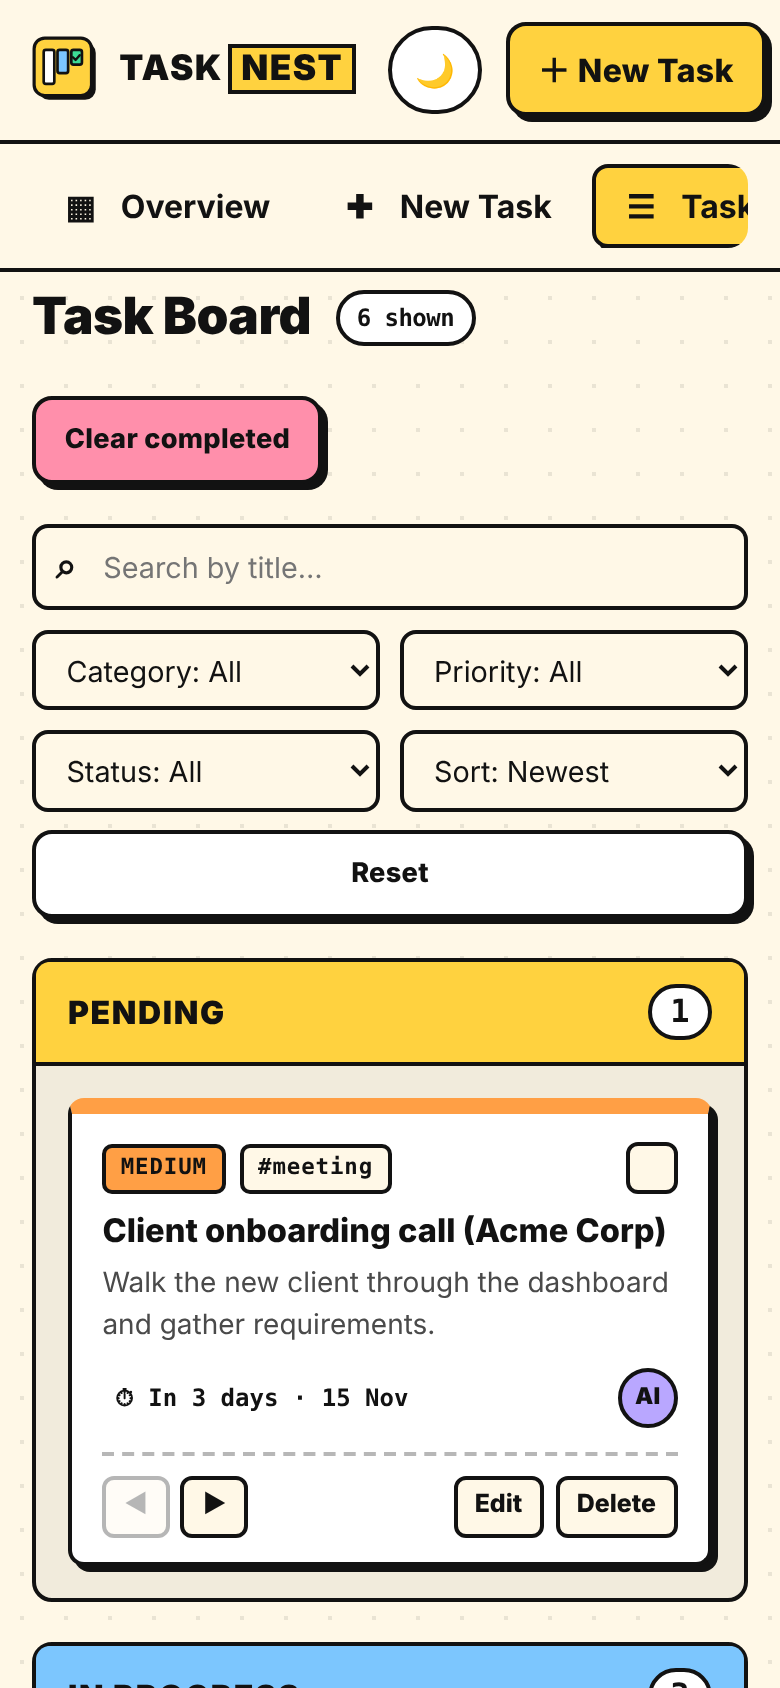 TASK NEST
+ New Task
Overview
New Task
Task
Task Board
6 shown
Clear completed
Search by title...
Category: All
Priority: All
Status: All
Sort: Newest
Reset
PENDING
1
MEDIUM
#meeting
Client onboarding call (Acme Corp)
Walk the new client through the dashboard
and gather requirements.
In 3 days · 15 Nov
AI
Edit
Delete
IN PROGRESS